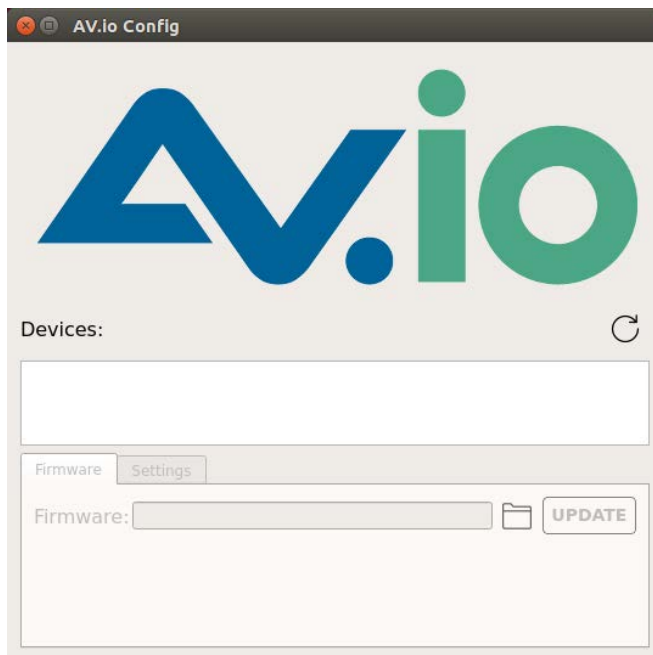 AV.io Config
AV.io
Devices:
Firmware Settings
Firmware: UPDATE